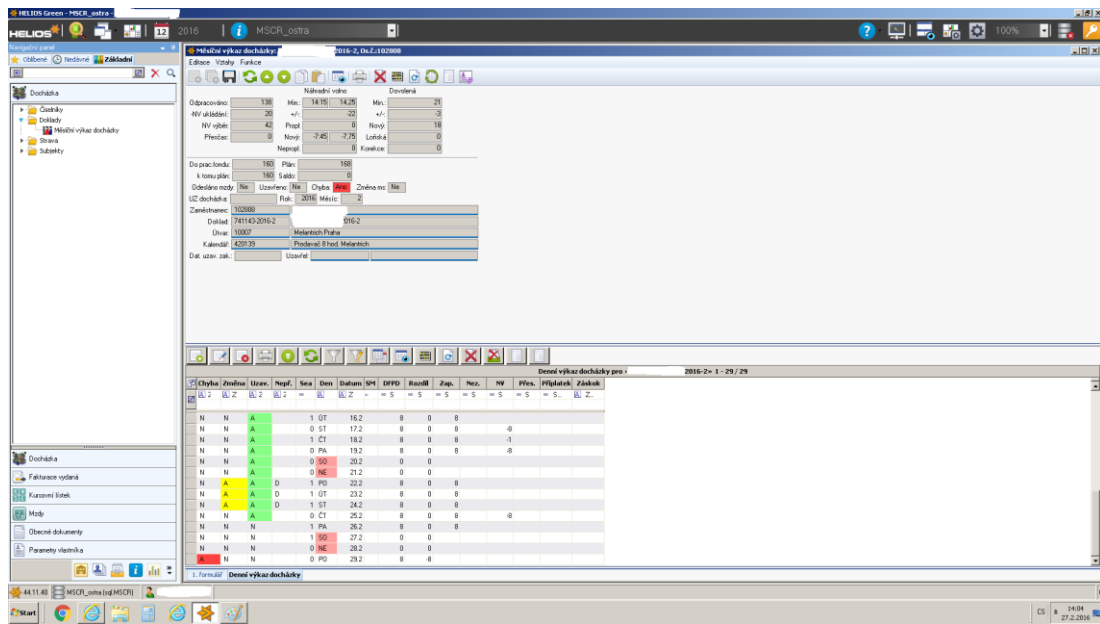 HELIOS Green - MSCR_ostra -
HELIOS 12 2016 i MSCR_ostra ? 100%
Navigační panel
Oblíbené Nedávné Základní
Docházka
Číselníky
Doklady
Měsíční výkaz docházky
Strava
Subjekty
Docházka
Fakturace vydaná
Kursovní lístek
Mzdy
Obecné dokumenty
Parametry vlastníka
Měsíční výkaz docházky: 2016-2, Os.č.:102808
Editace Vztahy Funkce
Náhradní volno Dovolená
Odpracováno: 138 Min.: 14:15 14,25 Min.: 21
-NV ukládání: 20 +/-: -22 +/-: -3
NV výběr: 42 Propl: 0 Nový: 18
Přesčas: 0 Nový: -7:45 -7,75 Loňská: 0
Nepropl: 0 Korekce: 0
Do prac.fondu: 160 Plán: 168
k tomu plán: 160 Saldo: 0
Odesláno mzdy: Ne Uzavřeno: Ne Chyba: Ano Změna ms: Ne
UZ docházka: Rok: 2016 Měsíc: 2
Zaměstnanec: 102808
Doklad: 741143-2016-2 2016-2
Útvar: 10007 Melantrich Praha
Kalendář: 420139 Prodavač 8 hod. Melantrich
Dat. uzav. zak.: Uzavřel:
Denní výkaz docházky pro « 2016-2» 1 - 29 / 29
Chyba Změna Uzav. Nepř. Sea Den Datum SM DFPD Rozdíl Zap. Nez. NV Přes. Příplatek Záskok
N N A 1 ÚT 16.2 8 0 8
N N A 0 ST 17.2 8 0 8 -8
N N A 1 ČT 18.2 8 0 8 -1
N N A 0 PA 19.2 8 0 8 -8
N N A 0 SO 20.2 0 0
N N A 0 NE 21.2 0 0
N A A D 1 PO 22.2 8 0 8
N A A D 1 ÚT 23.2 8 0 8
N A A D 1 ST 24.2 8 0 8
N N A 0 ČT 25.2 8 0 8 -8
N N N 1 PA 26.2 8 0 8
N N N 1 SO 27.2 0 0
N N N 0 NE 28.2 0 0
A N N 0 PO 29.2 8 -8
1. formulář Denní výkaz docházky
44.11.40 MSCR_ostra (sql.MSCR)
Start CS 14:04
27.2.2016